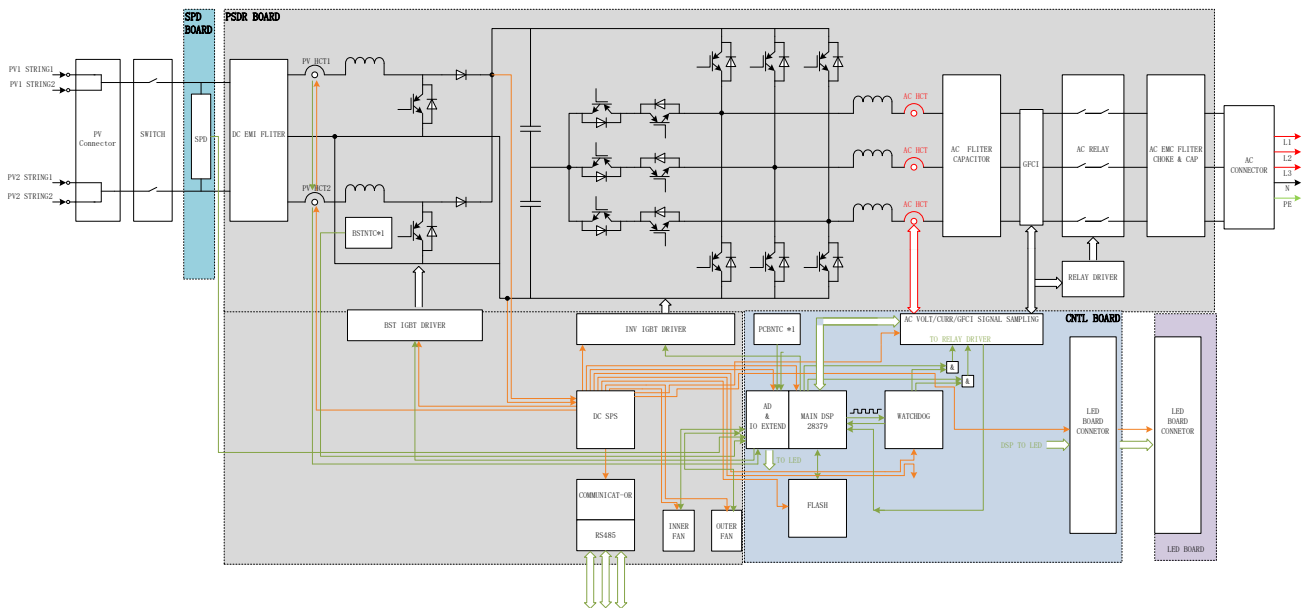 SPD
BOARD
PSDR BOARD
PV1 STRING1
PV1 STRING2
PV2 STRING1
PV2 STRING2
PV
Connector
SWITCH
SPD
DC EMI FLITER
PV HCT1
PV HCT2
BSTNTC*1
AC HCT
AC HCT
AC HCT
AC FLITER
CAPACITOR
GFCI
AC RELAY
AC EMC FLITER
CHOKE & CAP
AC
CONNECTOR
L1
L2
L3
N
PE
RELAY DRIVER
BST IGBT DRIVER
INV IGBT DRIVER
PCBNTC *1
AC VOLT/CURR/GFCI SIGNAL SAMPLING
TO RELAY DRIVER
CNTL BOARD
&
&
DC SPS
AD
&
IO EXTEND
MAIN DSP
28379
WATCHDOG
TO LED
FLASH
COMMUNICAT-OR
RS485
INNER
FAN
OUTER
FAN
LED
BOARD
CONNETOR
DSP TO LED
LED
BOARD
CONNETOR
LED BOARD